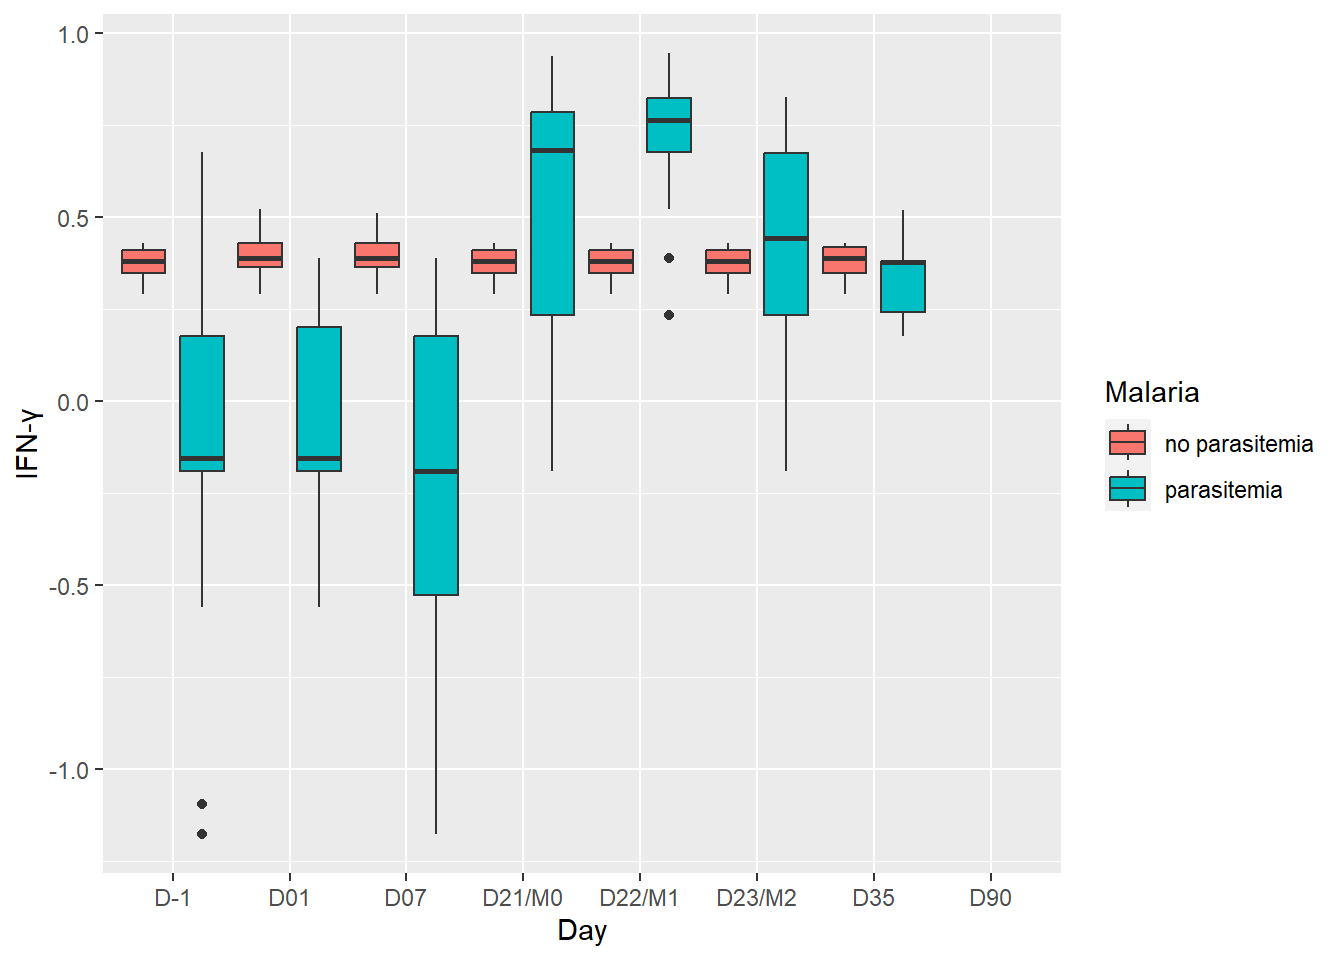 1.0
0.5
0.0
-0.5
-1.0
IFN-γ
D-1 D01 D07 D21/M0 D22/M1 D23/M2 D35 D90
Day
Malaria
no parasitemia
parasitemia